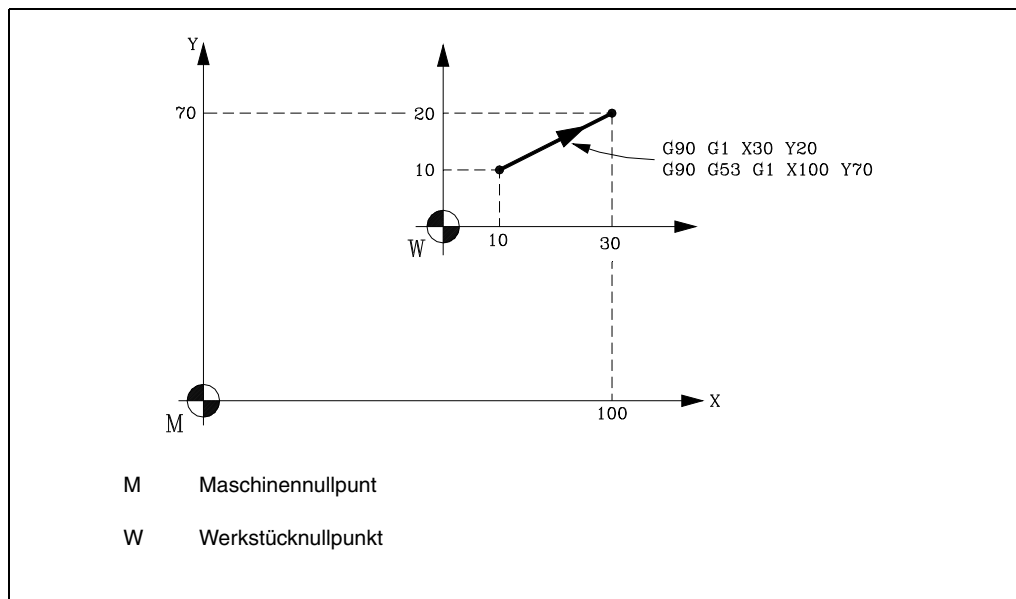 Y
70
20
10
G90 G1 X30 Y20
G90 G53 G1 X100 Y70
W
10
30
X
100
M
M Maschinennullpunt
W Werkstücknullpunkt